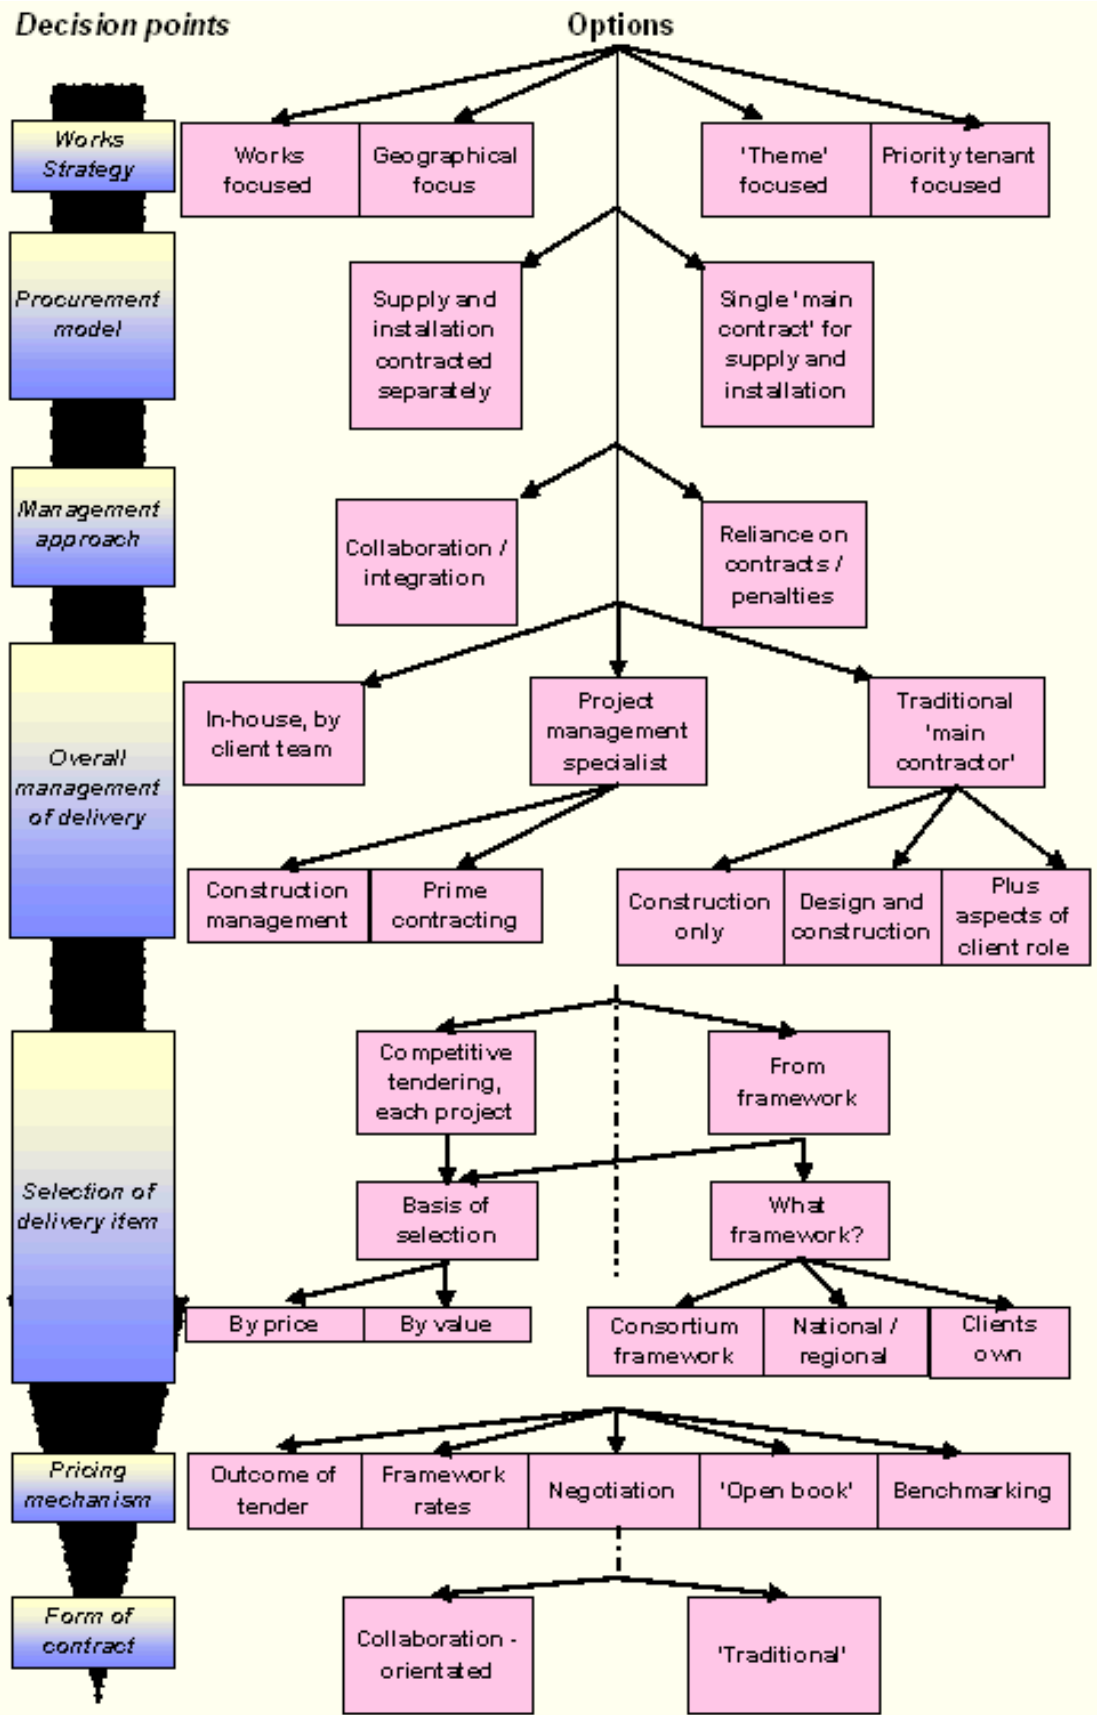 Decision points
Options
Works
Strategy
Works
focused
Geographical
focus
'Theme'
focused
Priority tenant
focused
Procurement
model
Supply and
installation
contracted
separately
Single 'main
contract' for
supply and
installation
Management
approach
Collaboration /
integration
Reliance on
contracts /
penalties
Overall
management
of delivery
In-house, by
client team
Project
management
specialist
Traditional
'main
contractor'
Construction
management
Prime
contracting
Construction
only
Design and
construction
Plus
aspects of
client role
Selection of
delivery item
Competitive
tendering,
each project
From
framework
Basis of
selection
What
framework?
By price
By value
Consortium
framework
National /
regional
Clients
own
Pricing
mechanism
Outcome of
tender
Framework
rates
Negotiation
'Open book'
Benchmarking
Form of
contract
Collaboration -
orientated
'Traditional'